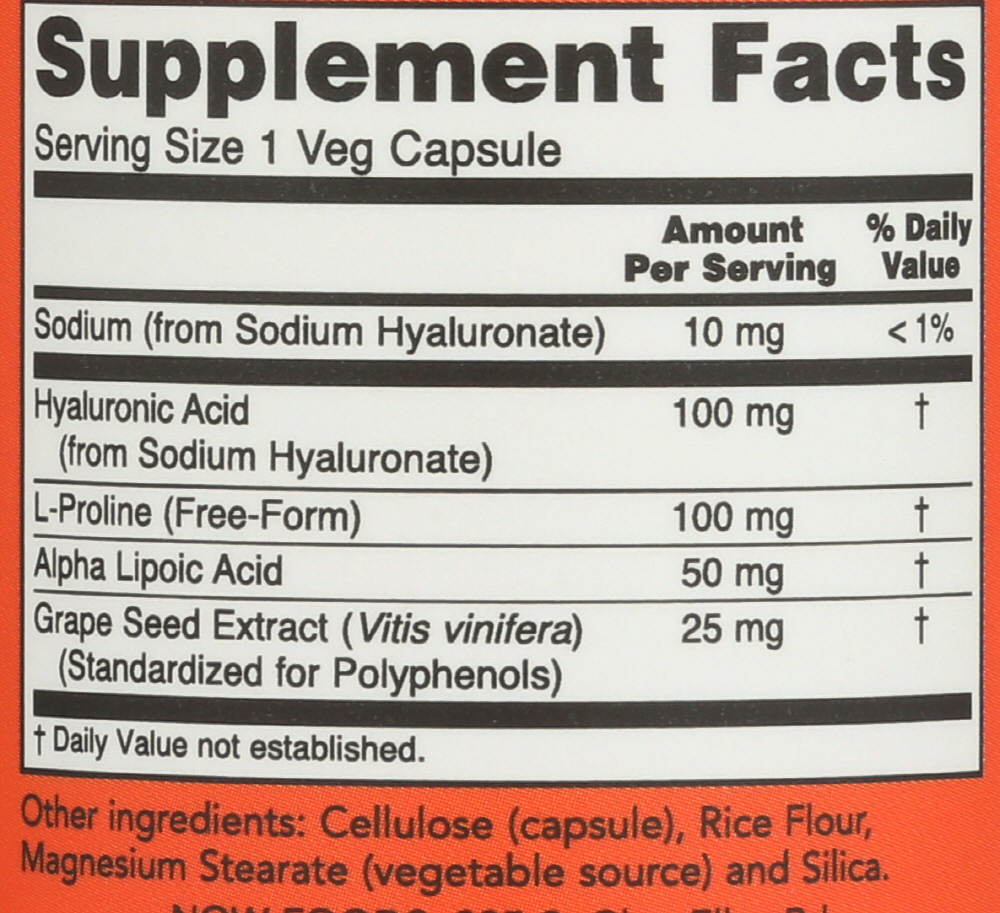 Supplement Facts
Serving Size 1 Veg Capsule
Amount Per Serving % Daily Value
Sodium (from Sodium Hyaluronate) 10 mg < 1%
Hyaluronic Acid 100 mg †
(from Sodium Hyaluronate)
L-Proline (Free-Form) 100 mg †
Alpha Lipoic Acid 50 mg †
Grape Seed Extract (Vitis vinifera) 25 mg †
(Standardized for Polyphenols)
† Daily Value not established.
Other ingredients: Cellulose (capsule), Rice Flour,
Magnesium Stearate (vegetable source) and Silica.